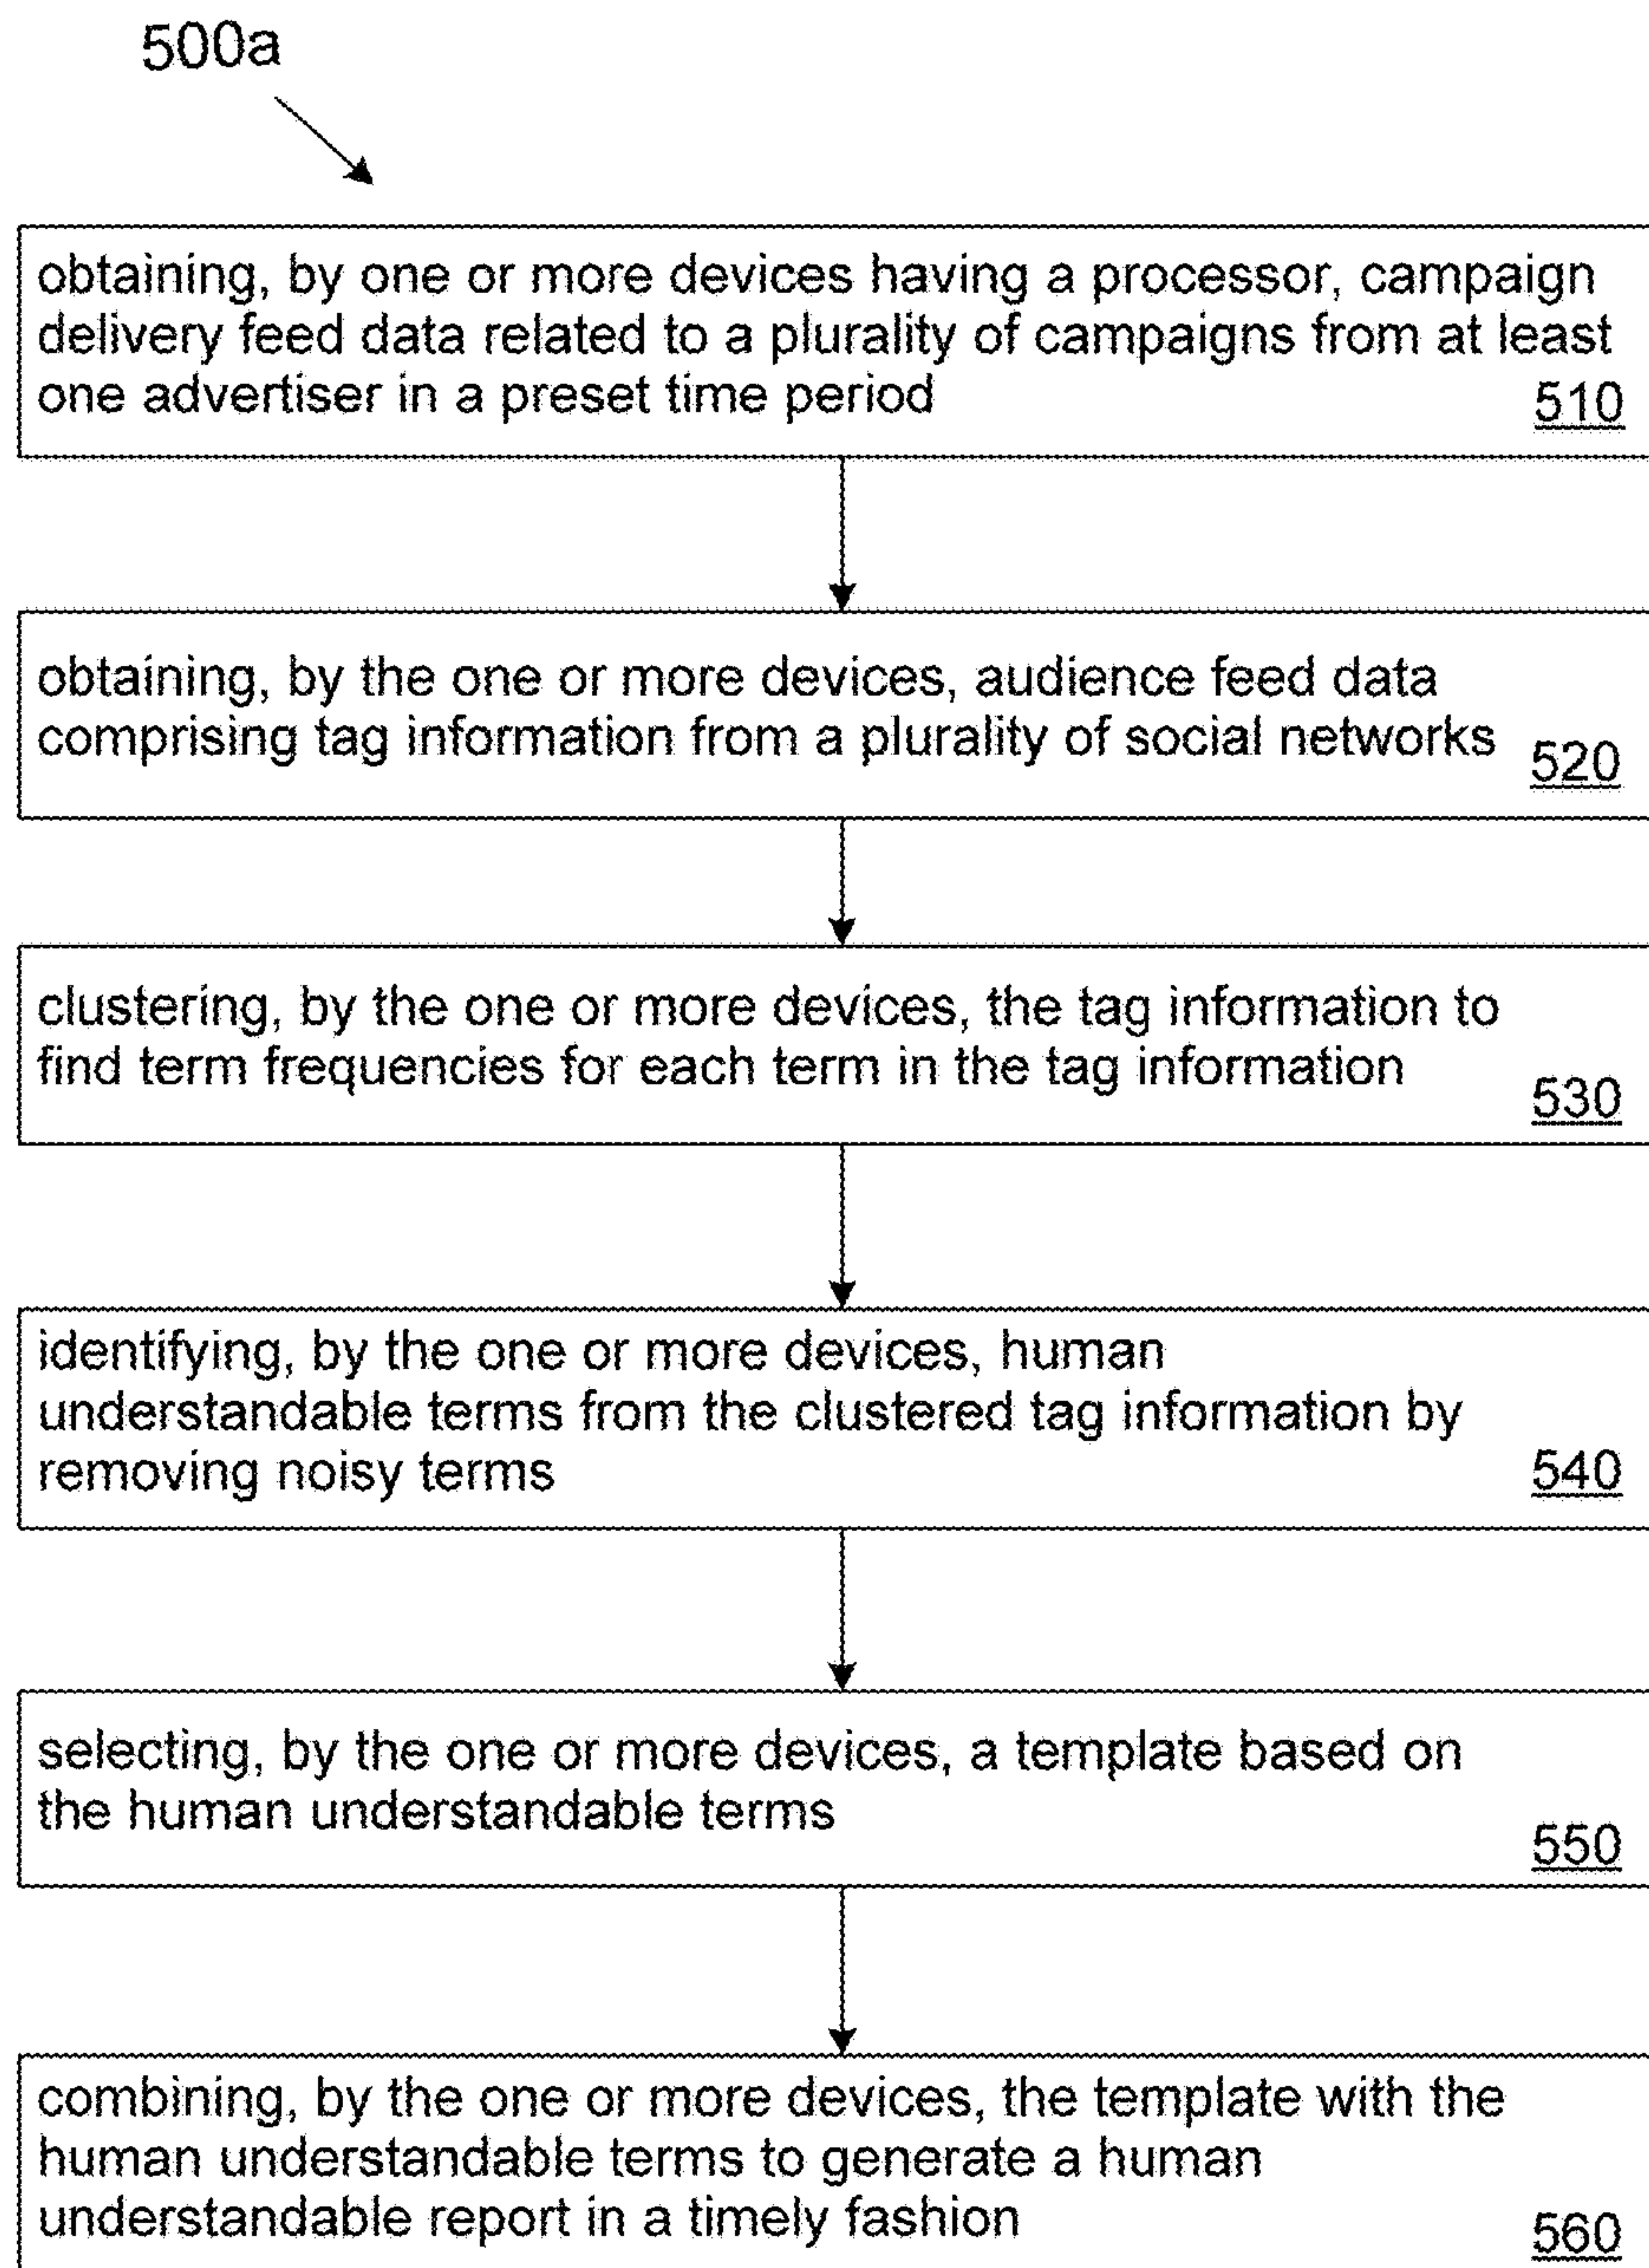 500a
obtaining, by one or more devices having a processor, campaign
delivery feed data related to a plurality of campaigns from at least
one advertiser in a preset time period
510
obtaining, by the one or more devices, audience feed data
comprising tag information from a plurality of social networks
520
clustering, by the one or more devices, the tag information to
find term frequencies for each term in the tag information
530
identifying, by the one or more devices, human
understandable terms from the clustered tag information by
removing noisy terms
540
selecting, by the one or more devices, a template based on
the human understandable terms
550
combining, by the one or more devices, the template with the
human understandable terms to generate a human
understandable report in a timely fashion
560